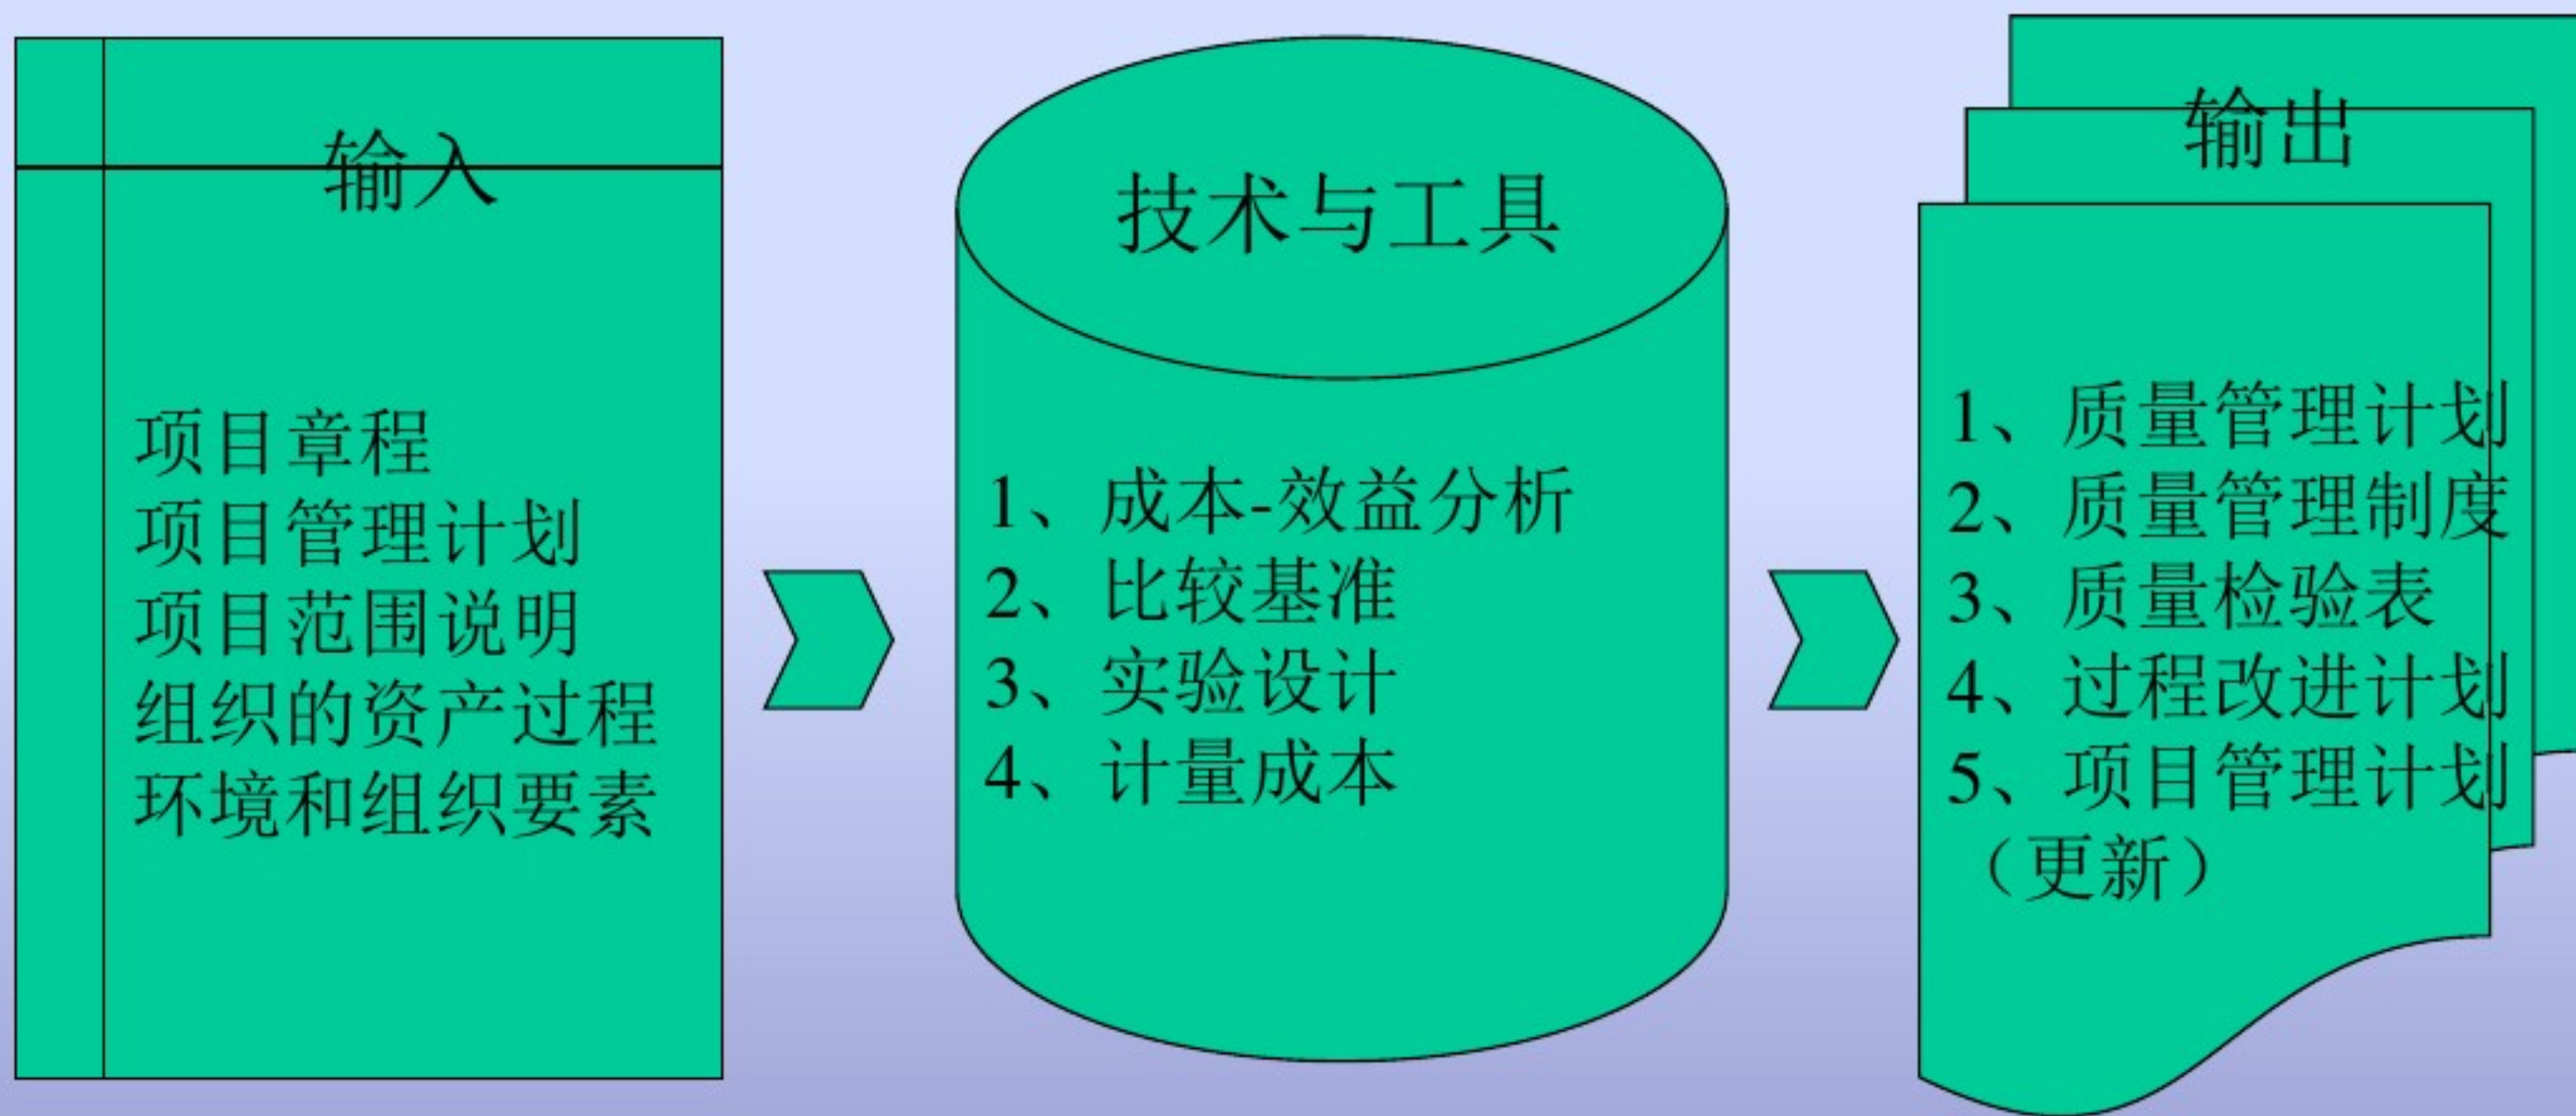 输入
项目章程
项目管理计划
项目范围说明
组织的资产过程
环境和组织要素
技术与工具
1、成本-效益分析
2、比较基准
3、实验设计
4、计量成本
输出
1、质量管理计划
2、质量管理制度
3、质量检验表
4、过程改进计划
5、项目管理计划
（更新）